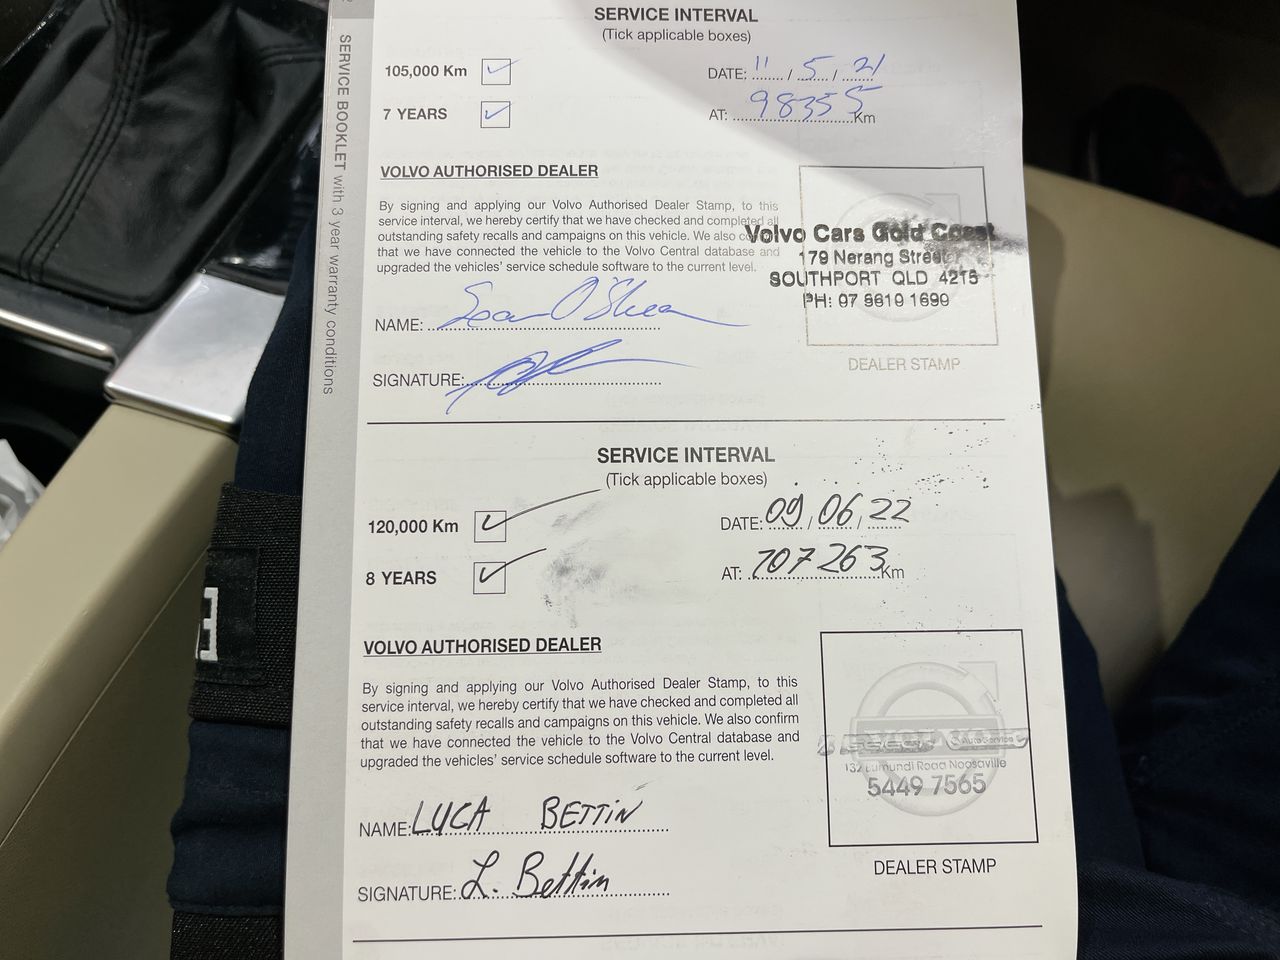 SERVICE BOOKLET with 3 year warranty conditions
SERVICE INTERVAL
(Tick applicable boxes)
105,000 Km
DATE: 11 / 5 / 21
7 YEARS
AT: 98355 Km
VOLVO AUTHORISED DEALER
By signing and applying our Volvo Authorised Dealer Stamp, to this
service interval, we hereby certify that we have checked and completed all
outstanding safety recalls and campaigns on this vehicle. We also
that we have connected the vehicle to the Volvo Central database and
upgraded the vehicles' service schedule software to the current level.
Volvo Cars Gold Coast
179 Nerang Street
SOUTHPORT QLD 4215
PH:
NAME: Sean O'Shea
SIGNATURE:
DEALER STAMP
SERVICE INTERVAL
(Tick applicable boxes)
120,000 Km
DATE: 09 / 06 / 22
8 YEARS
AT: 107263 Km
VOLVO AUTHORISED DEALER
By signing and applying our Volvo Authorised Dealer Stamp, to this
service interval, we hereby certify that we have checked and completed all
outstanding safety recalls and campaigns on this vehicle. We also confirm
that we have connected the vehicle to the Volvo Central database and
upgraded the vehicles' service schedule software to the current level.
AutoService
132 Eumundi Road Noosaville
5449 7565
NAME: LUCA BETTIN
SIGNATURE: L. Bettin
DEALER STAMP